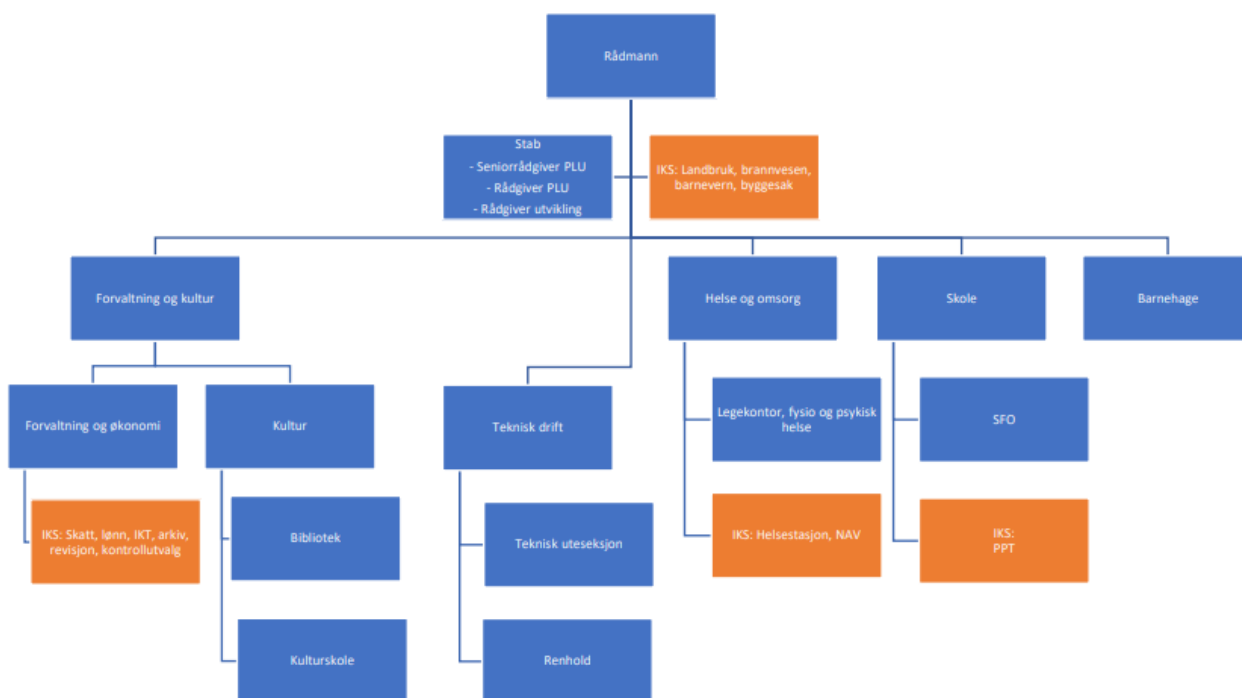 Rådmann
Stab
- Seniorrådgiver PLU
- Rådgiver PLU
- Rådgiver utvikling
IKS: Landbruk, brannvesen,
barnevern, byggesak
Forvaltning og kultur
Helse og omsorg
Skole
Barnehage
Forvaltning og økonomi
Kultur
Teknisk drift
Legekontor, fysio og psykisk
helse
SFO
IKS: Skatt, lønn, IKT, arkiv,
revisjon, kontrollutvalg
Bibliotek
Teknisk uteseksjon
IKS: Helsestasjon, NAV
IKS:
PPT
Kulturskole
Renhold